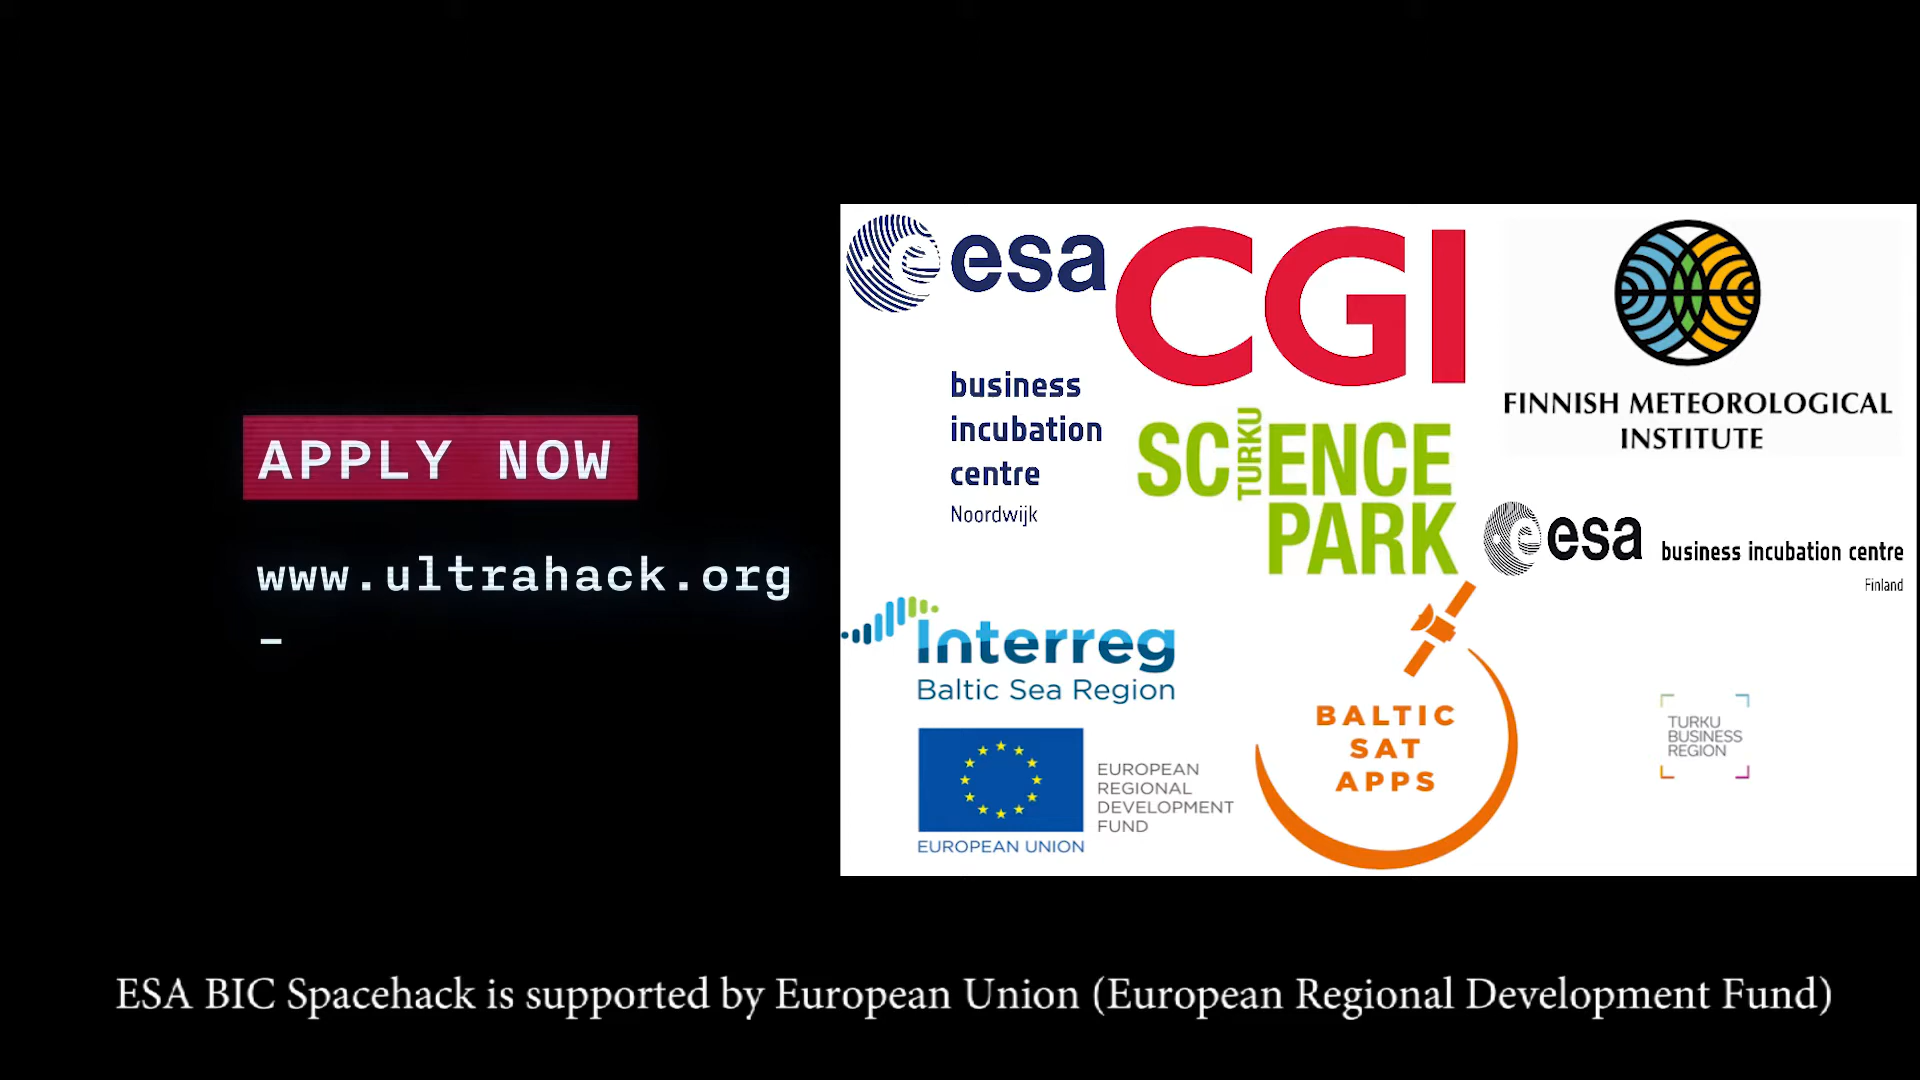 APPLY NOW
www.ultrahack.org
esa
business
incubation
centre
Noordwijk
CGI
FINNISH METEOROLOGICAL
INSTITUTE
SCIENCE
TURKU
PARK
esa business incubation centre
Finland
Interreg
Baltic Sea Region
EUROPEAN UNION
EUROPEAN
REGIONAL
DEVELOPMENT
FUND
BALTIC
SAT
APPS
TURKU
BUSINESS
REGION
ESA BIC Spacehack is supported by European Union (European Regional Development Fund)